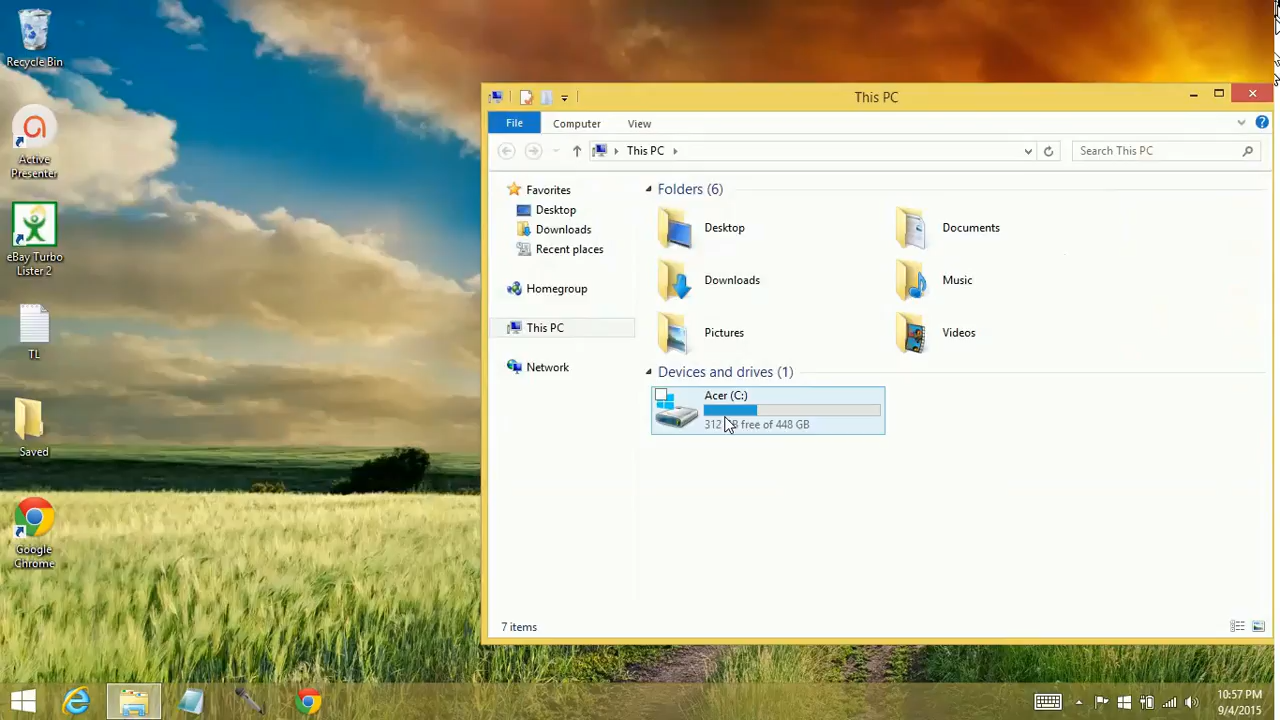 Recycle Bin
Active
Presenter
eBay Turbo
Lister 2
TL
Saved
Google
Chrome
This PC
File
Computer
View
This PC
Search This PC
Favorites
Desktop
Downloads
Recent places
Homegroup
This PC
Network
Folders (6)
Desktop
Documents
Downloads
Music
Pictures
Videos
Devices and drives (1)
Acer (C:)
312 free of 448 GB
7 items
10:57 PM
9/4/2015